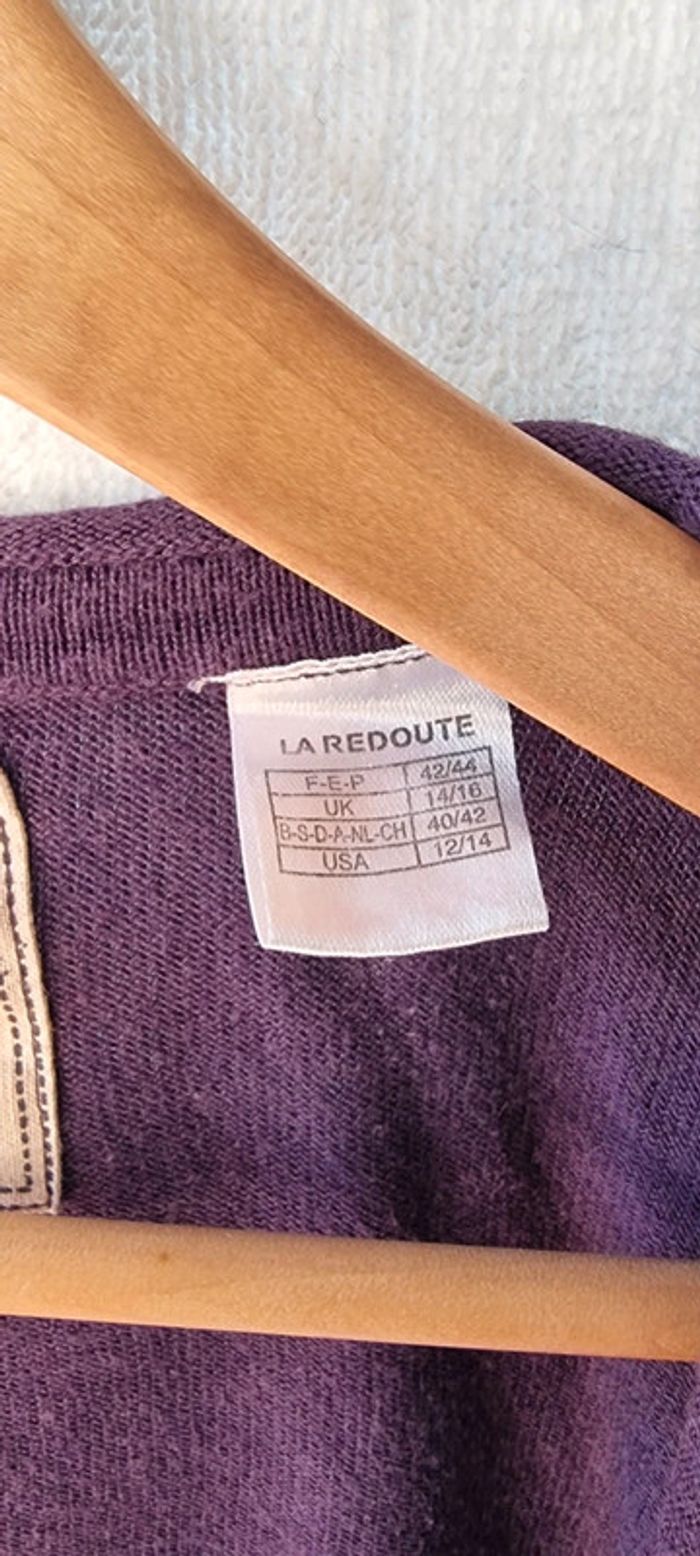 LA REDOUTE
F-E-P 42/44
UK 14/16
B-S-D-A-NL-CH 40/42
USA 12/14